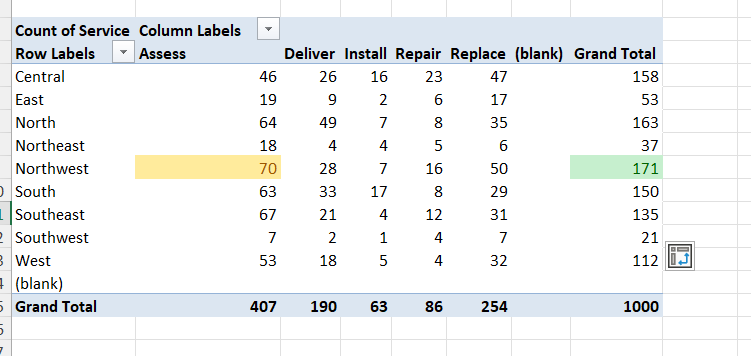 Count of Service Column Labels
Row Labels Assess Deliver Install Repair Replace (blank) Grand Total
Central 46 26 16 23 47 158
East 19 9 2 6 17 53
North 64 49 7 8 35 163
Northeast 18 4 4 5 6 37
Northwest 70 28 7 16 50 171
South 63 33 17 8 29 150
Southeast 67 21 4 12 31 135
Southwest 7 2 1 4 7 21
West 53 18 5 4 32 112
(blank)
Grand Total 407 190 63 86 254 1000